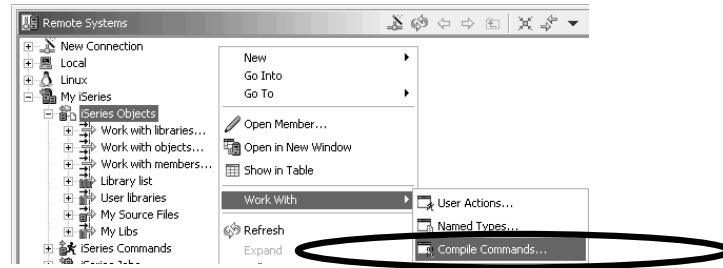 Remote Systems
New Connection
Local
Linux
My iSeries
iSeries Objects
Work with libraries...
Work with objects...
Work with members...
Library list
User libraries
My Source Files
My Libs
iSeries Commands
iSeries Jobs
New
Go Into
Go To
Open Member...
Open in New Window
Show in Table
Work With
Refresh
Expand
User Actions...
Named Types...
Compile Commands...